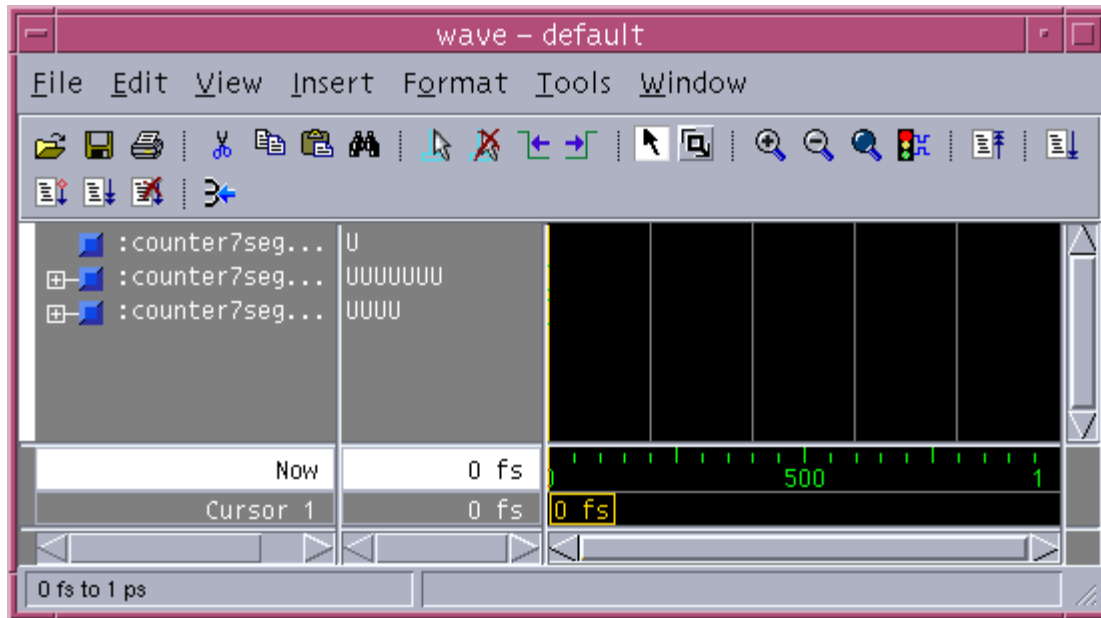 wave – default
File Edit View Insert Format Tools Window
:counter7seg... U
:counter7seg... UUUUUUU
:counter7seg... UUUU
Now 0 fs 500 1
Cursor 1 0 fs 0 fs
0 fs to 1 ps